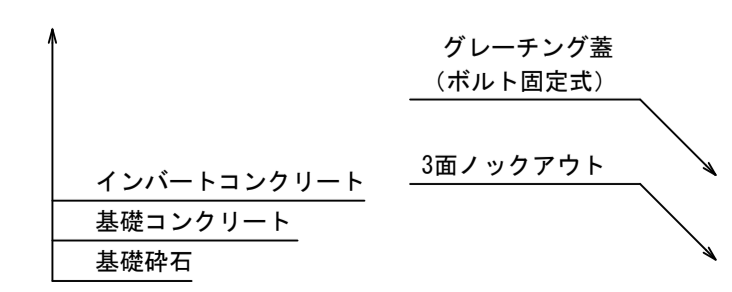 グレーチング蓋
（ボルト固定式）
3面ノックアウト
インバートコンクリート
基礎コンクリート
基礎砕石